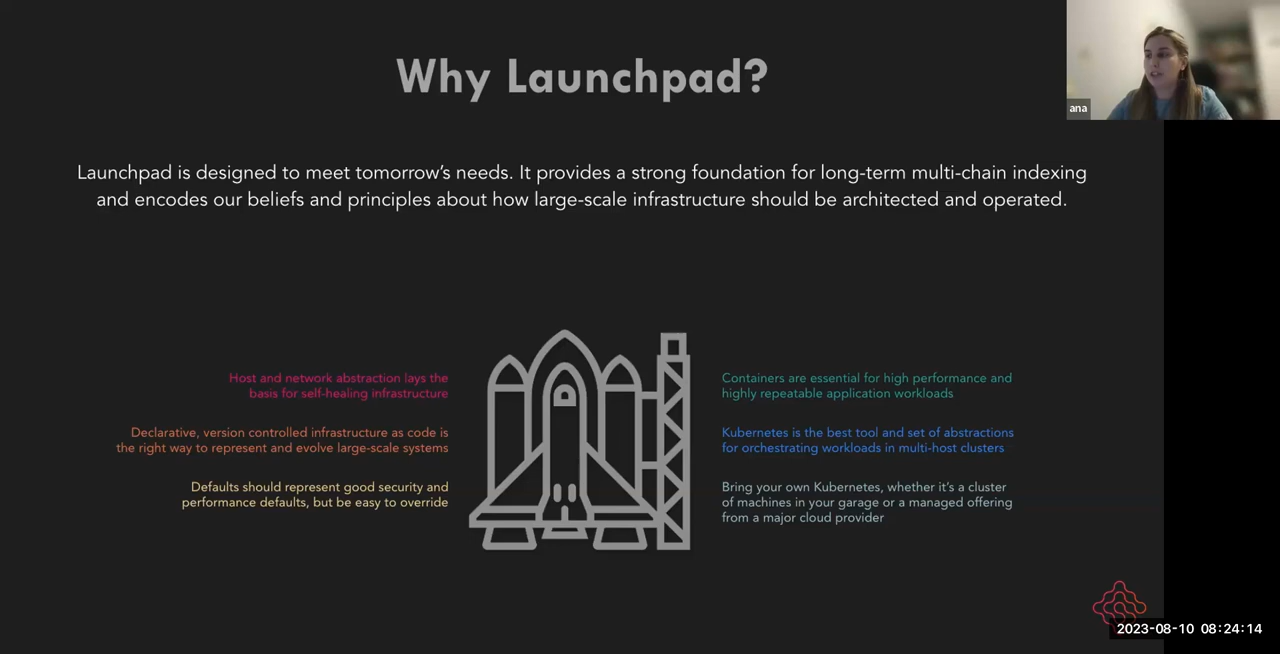 Why Launchpad?
ana
Launchpad is designed to meet tomorrow's needs. It provides a strong foundation for long-term multi-chain indexing
and encodes our beliefs and principles about how large-scale infrastructure should be architected and operated.
Host and network abstraction lays the
basis for self-healing infrastructure
Declarative, version controlled infrastructure as code is
the right way to represent and evolve large-scale systems
Defaults should represent good security and
performance defaults, but be easy to override
Containers are essential for high performance and
highly repeatable application workloads
Kubernetes is the best tool and set of abstractions
for orchestrating workloads in multi-host clusters
Bring your own Kubernetes, whether it's a cluster
of machines in your garage or a managed offering
from a major cloud provider
2023-08-10 08:24:14